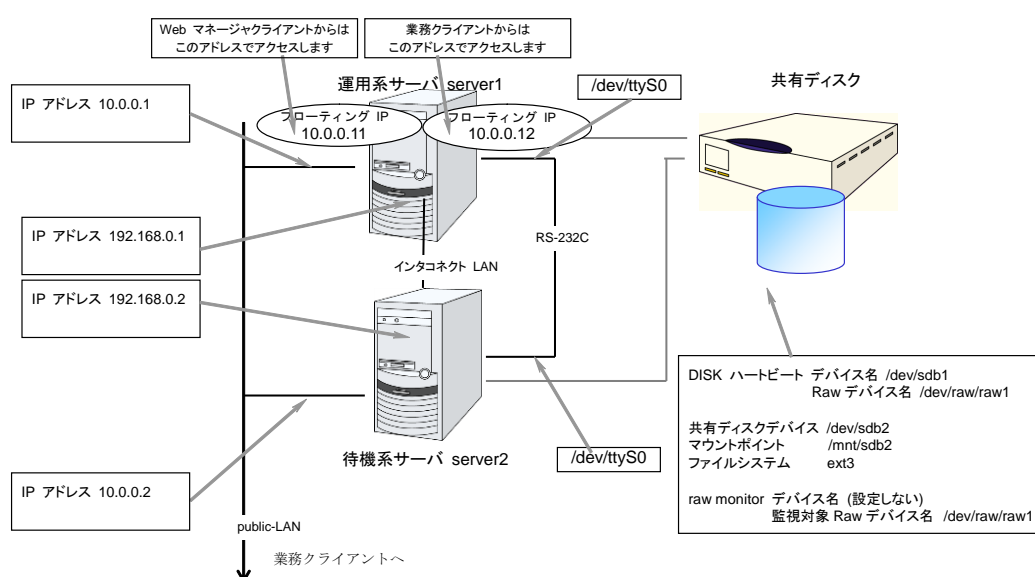 Web マネージャクライアントからは
このアドレスでアクセスします
業務クライアントからは
このアドレスでアクセスします
運用系サーバ server1
/dev/ttyS0
共有ディスク
IP アドレス 10.0.0.1
フローティング IP
10.0.0.11
フローティング IP
10.0.0.12
IP アドレス 192.168.0.1
RS-232C
インタコネクト LAN
IP アドレス 192.168.0.2
DISK ハートビート デバイス名 /dev/sdb1
Raw デバイス名 /dev/raw/raw1
共有ディスクデバイス /dev/sdb2
マウントポイント /mnt/sdb2
ファイルシステム ext3
raw monitor デバイス名 (設定しない)
監視対象 Raw デバイス名 /dev/raw/raw1
待機系サーバ server2
/dev/ttyS0
IP アドレス 10.0.0.2
public-LAN
業務クライアントへ